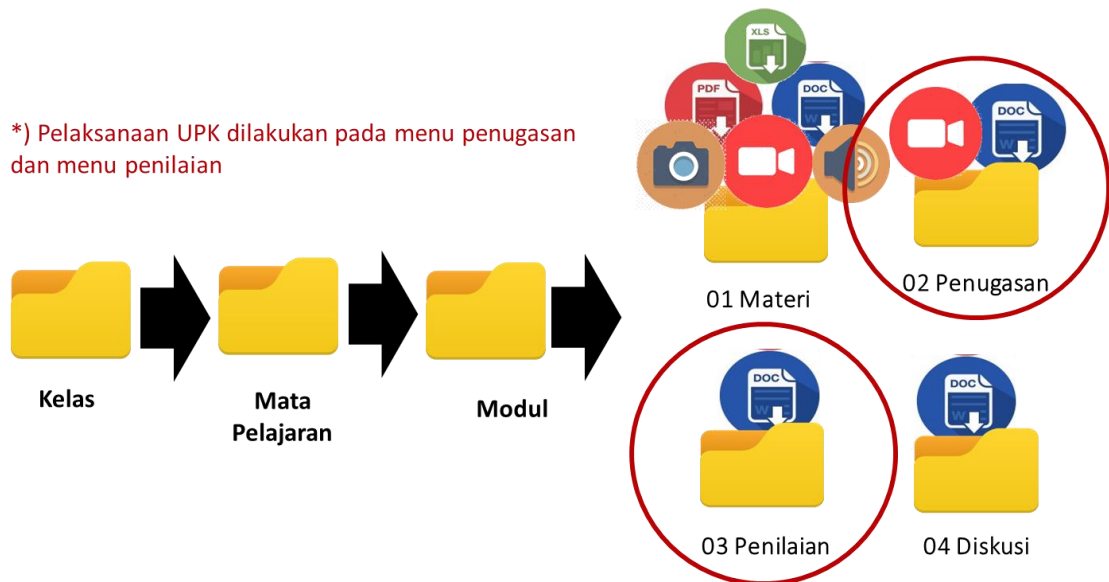 *) Pelaksanaan UPK dilakukan pada menu penugasan
dan menu penilaian
Kelas
Mata
Pelajaran
Modul
XLS
PDF
DOC
01 Materi
DOC
02 Penugasan
DOC
03 Penilaian
DOC
04 Diskusi